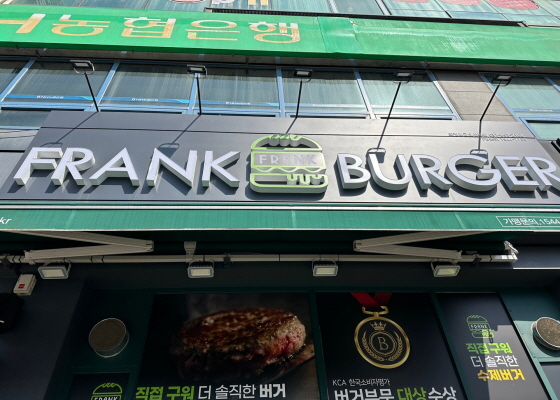 농협은행
FRANK
FRANK
BURGER
kr
가맹문의.1544
FRANK
직접 구워
더 솔직한
수제버거
KCA 한국소비자평가
버거부문 대상수상
B
직접 구워 더 솔직한 버거